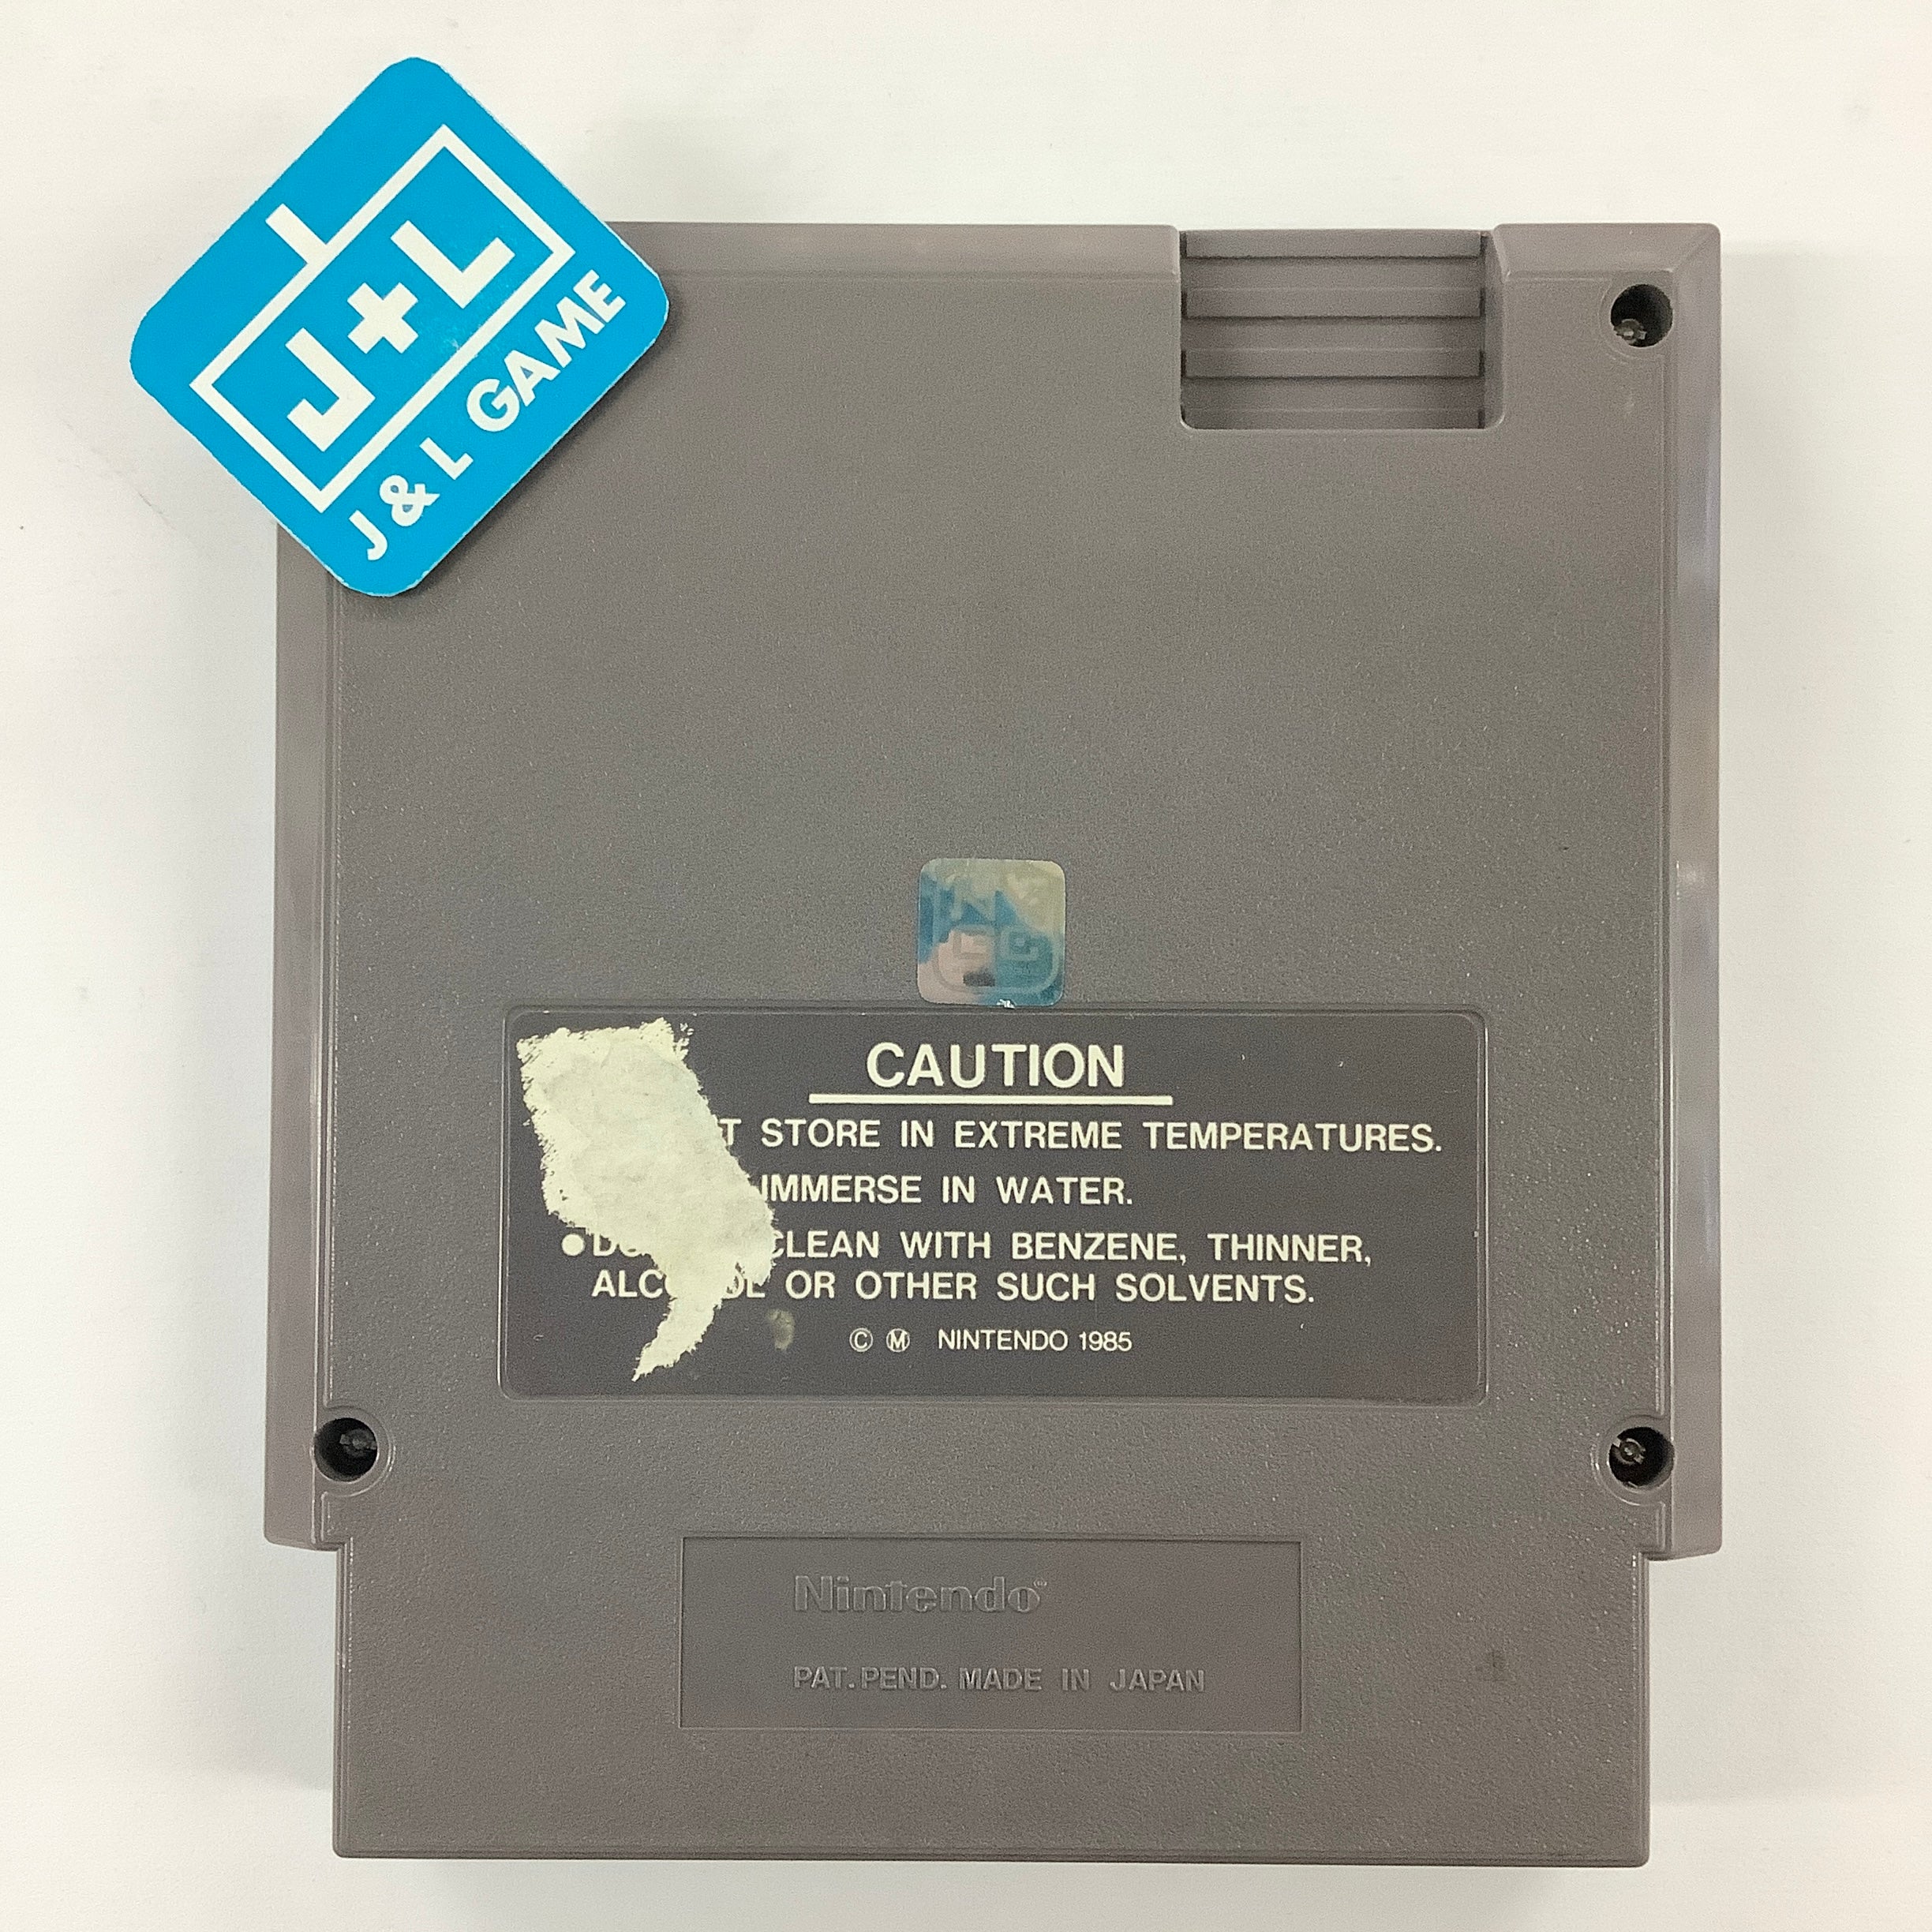 J+L
J & L GAME
CAUTION
T STORE IN EXTREME TEMPERATURES.
IMMERSE IN WATER.
● CLEAN WITH BENZENE, THINNER,
OR OTHER SUCH SOLVENTS.
© Ⓜ NINTENDO 1985
Nintendo®
PAT. PEND. MADE IN JAPAN